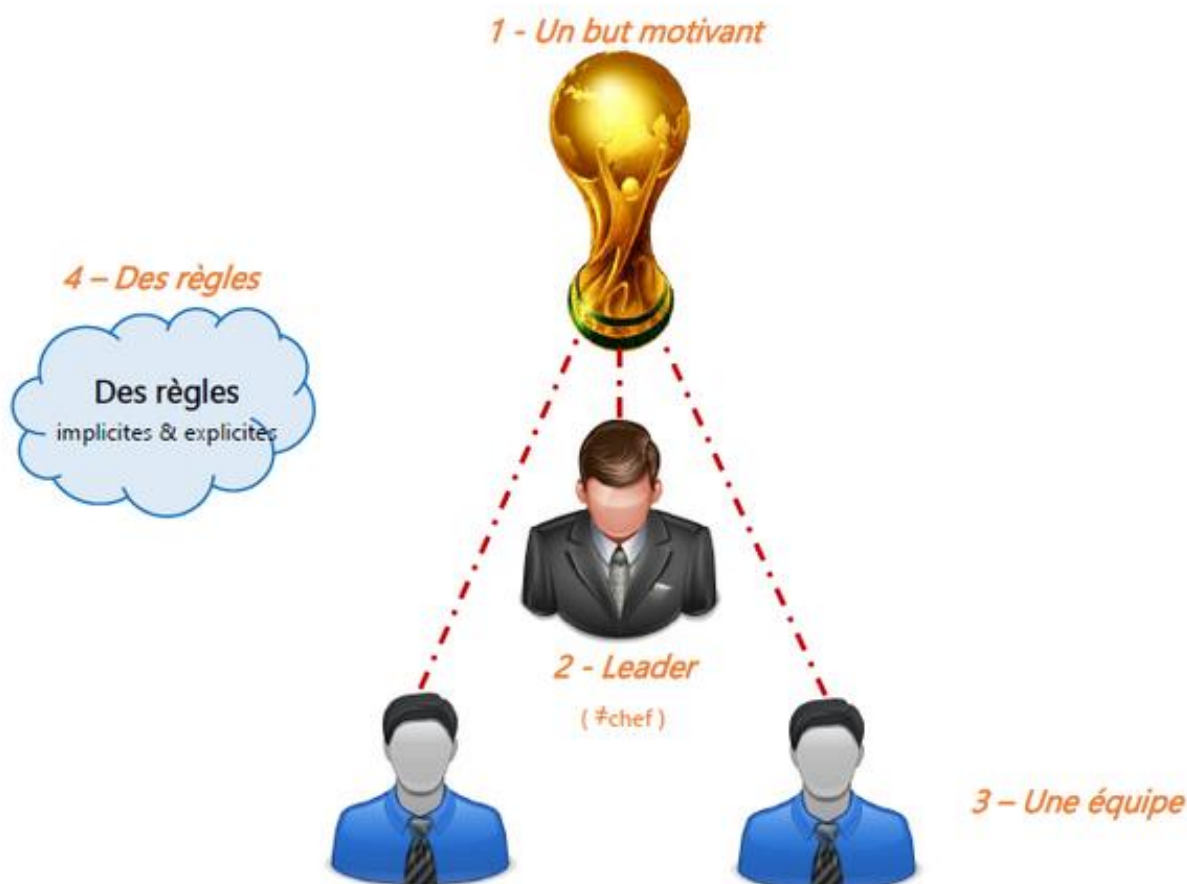 1 - Un but motivant
4 – Des règles
Des règles
implicites & explicites
2 - Leader
( ≠chef )
3 – Une équipe